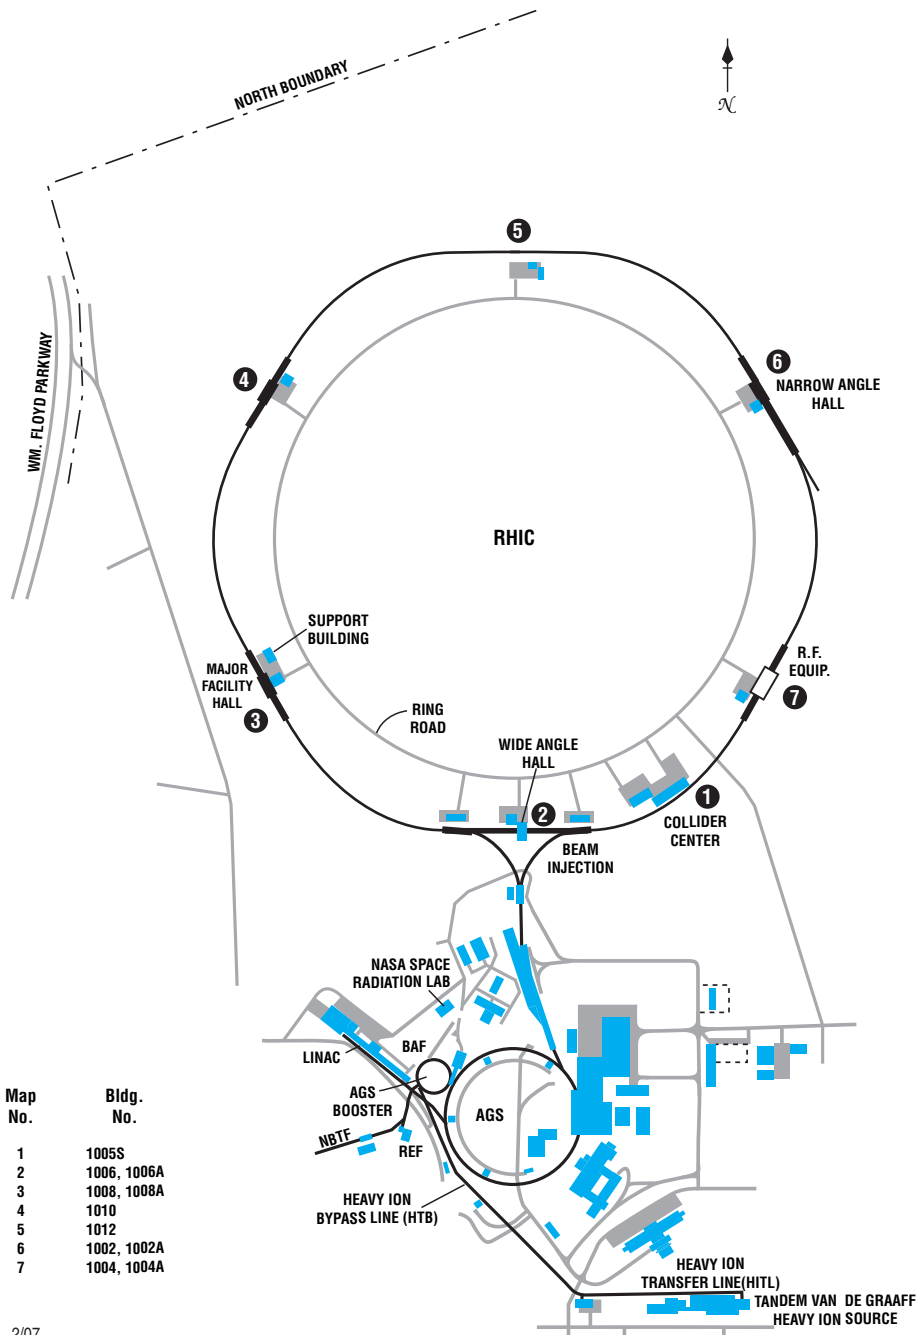 NORTH BOUNDARY
N
WM. FLOYD PARKWAY
5
4
6
NARROW ANGLE
HALL
RHIC
SUPPORT
BUILDING
MAJOR
FACILITY
HALL
3
RING
ROAD
R.F.
EQUIP.
7
WIDE ANGLE
HALL
2
1
COLLIDER
CENTER
BEAM
INJECTION
NASA SPACE
RADIATION LAB
LINAC
BAF
AGS
BOOSTER
AGS
NBTF
REF
HEAVY ION
BYPASS LINE (HTB)
HEAVY ION
TRANSFER LINE(HITL)
TANDEM VAN DE GRAAFF
HEAVY ION SOURCE
Map Bldg.
No. No.
1 1005S
2 1006, 1006A
3 1008, 1008A
4 1010
5 1012
6 1002, 1002A
7 1004, 1004A
2/07